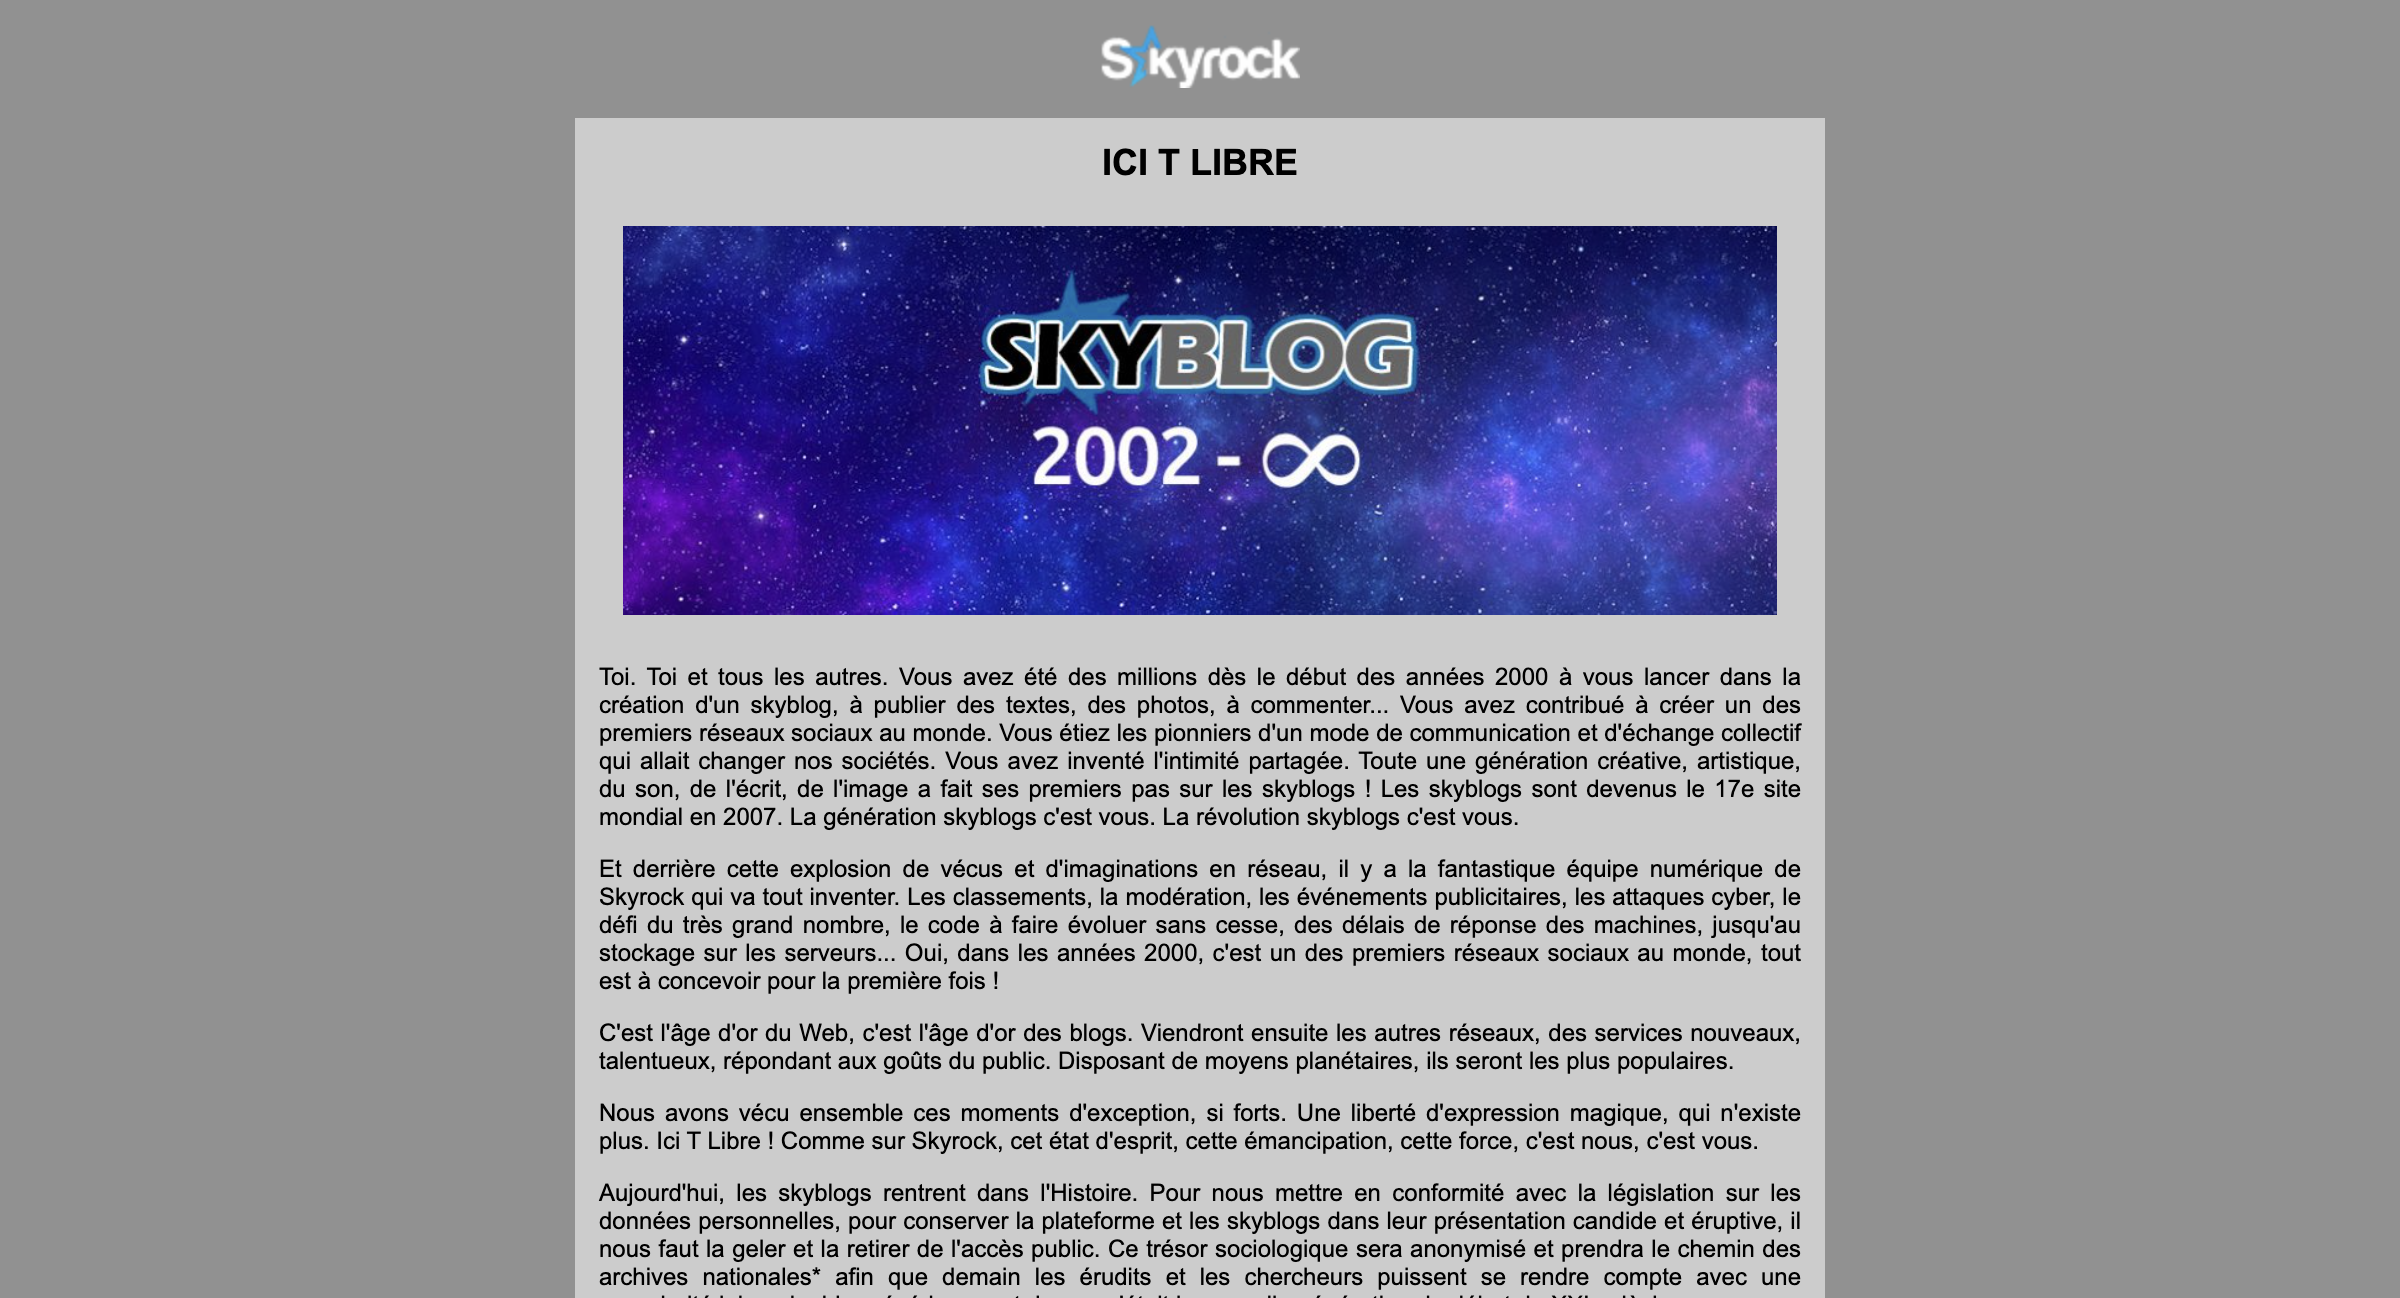 Skyrock
ICI T LIBRE
SKYBLOG
2002 - ∞
Toi. Toi et tous les autres. Vous avez été des millions dès le début des années 2000 à vous lancer dans la
création d'un skyblog, à publier des textes, des photos, à commenter... Vous avez contribué à créer un des
premiers réseaux sociaux au monde. Vous étiez les pionniers d'un mode de communication et d'échange collectif
qui allait changer nos sociétés. Vous avez inventé l'intimité partagée. Toute une génération créative, artistique,
du son, de l'écrit, de l'image a fait ses premiers pas sur les skyblogs ! Les skyblogs sont devenus le 17e site
mondial en 2007. La génération skyblogs c'est vous. La révolution skyblogs c'est vous.
Et derrière cette explosion de vécus et d'imaginations en réseau, il y a la fantastique équipe numérique de
Skyrock qui va tout inventer. Les classements, la modération, les événements publicitaires, les attaques cyber, le
défi du très grand nombre, le code à faire évoluer sans cesse, des délais de réponse des machines, jusqu'au
stockage sur les serveurs... Oui, dans les années 2000, c'est un des premiers réseaux sociaux au monde, tout
est à concevoir pour la première fois !
C'est l'âge d'or du Web, c'est l'âge d'or des blogs. Viendront ensuite les autres réseaux, des services nouveaux,
talentueux, répondant aux goûts du public. Disposant de moyens planétaires, ils seront les plus populaires.
Nous avons vécu ensemble ces moments d'exception, si forts. Une liberté d'expression magique, qui n'existe
plus. Ici T Libre ! Comme sur Skyrock, cet état d'esprit, cette émancipation, cette force, c'est nous, c'est vous.
Aujourd'hui, les skyblogs rentrent dans l'Histoire. Pour nous mettre en conformité avec la législation sur les
données personnelles, pour conserver la plateforme et les skyblogs dans leur présentation candide et éruptive, il
nous faut la geler et la retirer de l'accès public. Ce trésor sociologique sera anonymisé et prendra le chemin des
archives nationales* afin que demain les érudits et les chercheurs puissent se rendre compte avec une